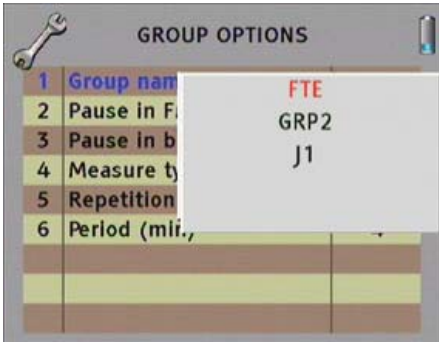 GROUP OPTIONS
1 Group nam
FTE
2 Pause in F
GRP2
3 Pause in b
J1
4 Measure ty
5 Repetition
6 Period (min.)